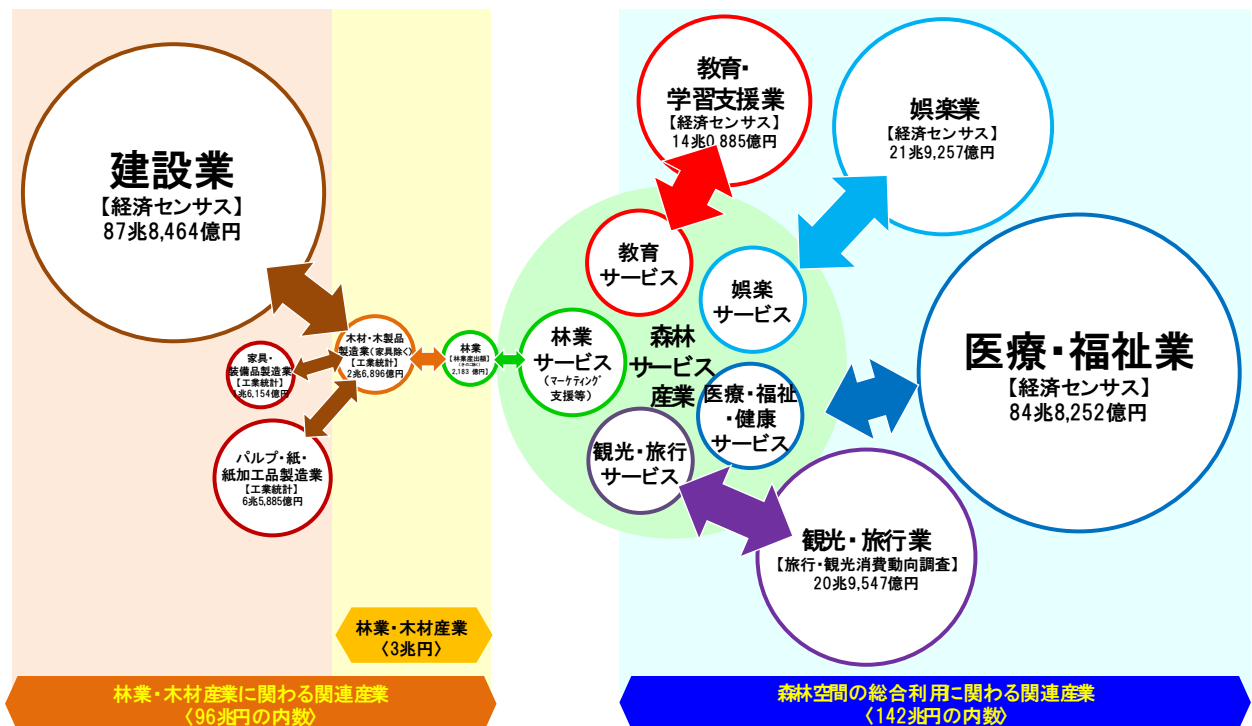 建設業
【経済センサス】
87兆8,464億円
家具・
装備品製造業
【工業統計】
1兆6,154億円
パルプ・紙・
紙加工品製造業
【工業統計】
6兆5,885億円
木材・木製品
製造業(家具除く)
【工業統計】
2兆6,896億円
林業
【林業産出額】
2,183 億円】
林業・木材産業
〈3兆円〉
林業・木材産業に関わる関連産業
〈96兆円の内数〉
教育・
学習支援業
【経済センサス】
14兆0,885億円
娯楽業
【経済センサス】
21兆9,257億円
教育
サービス
娯楽
サービス
林業
サービス
(マーケティング
支援等)
森林
サービス
産業
医療・福祉
・健康
サービス
観光・旅行
サービス
医療・福祉業
【経済センサス】
84兆8,252億円
観光・旅行業
【旅行・観光消費動向調査】
20兆9,547億円
森林空間の総合利用に関わる関連産業
〈142兆円の内数〉